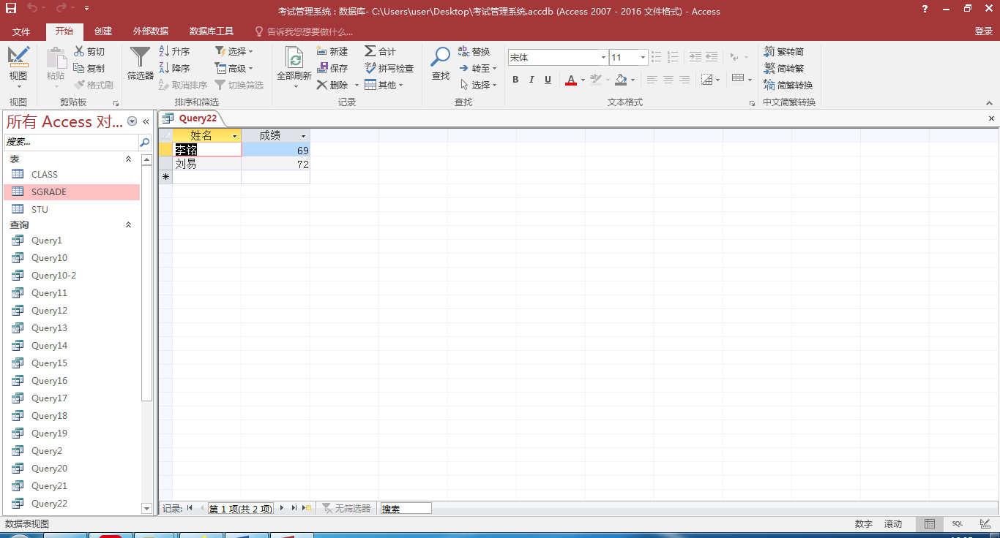 考试管理系统 : 数据库- C:\Users\user\Desktop\考试管理系统.accdb (Access 2007 - 2016 文件格式) - Access
文件 开始 创建 外部数据 数据库工具 告诉我您想要做什么... 登录
视图 粘贴 剪切 复制 格式刷 筛选器 升序 降序 取消排序 选择 高级 切换筛选 全部刷新 新建 保存 删除 合计 拼写检查 其他 查找 替换 转至 选择 宋体 11 B I U A 繁转简 简转繁 简繁转换
视图 剪贴板 排序和筛选 记录 查找 文本格式 中文简繁转换
所有 Access 对... «
搜索...
表
CLASS
SGRADE
STU
查询
Query1
Query10
Query10-2
Query11
Query12
Query13
Query14
Query15
Query16
Query17
Query18
Query19
Query2
Query20
Query21
Query22
Query22
姓名 成绩
李铭 69
刘易 72
*
记录: 第 1 项(共 2 项) 无筛选器 搜索
数据表视图 数字 滚动 SQL